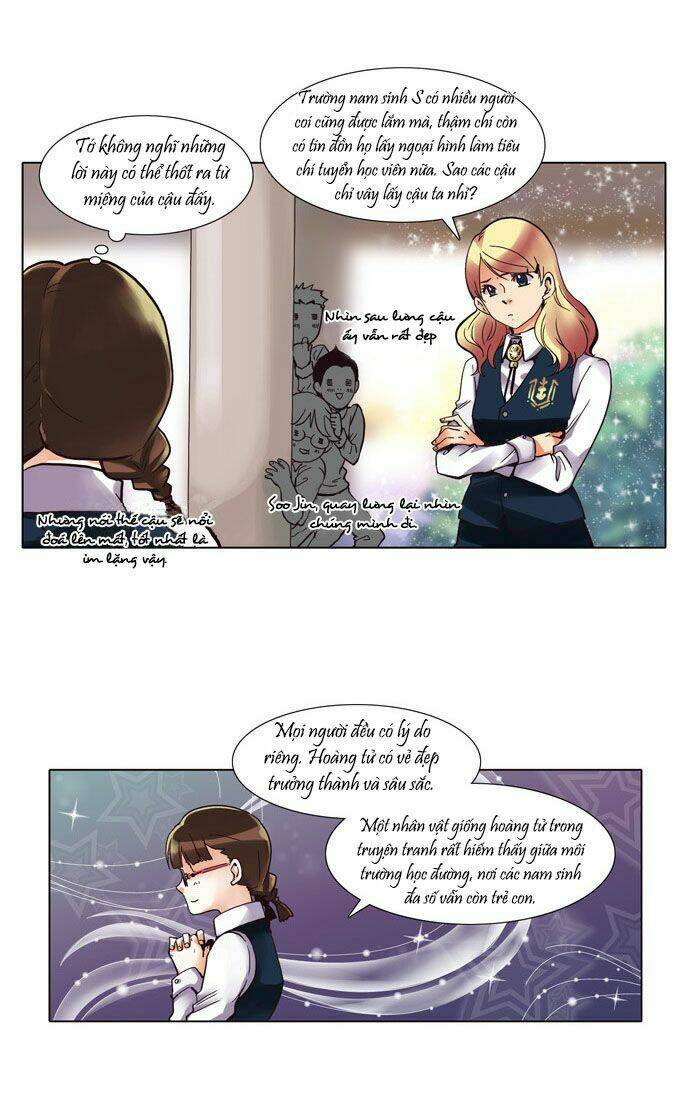 Trường nam sinh S có nhiều người
coi cũng được lắm mà, thậm chí còn
có tin đồn họ lấy ngoại hình làm tiêu
chí tuyển học viên nữa. Sao các cậu
chỉ vây lấy cậu ta nhỉ?
Tớ không nghĩ những
lời này có thể thốt ra từ
miệng của cậu đấy.
Nhìn sau lưng cậu
ấy vẫn rất đẹp
Soo Jin, quay lưng lại nhìn
chúng mình đi.
Nhưng nói thế cậu sẽ nổi
đoá lên mất, tốt nhất là
im lặng vậy.
Mọi người đều có lý do
riêng. Hoàng tử có vẻ đẹp
trưởng thành và sâu sắc.
Một nhân vật giống hoàng tử trong
truyện tranh rất hiếm thấy giữa môi
trường học đường, nơi các nam sinh
đa số vẫn còn trẻ con.